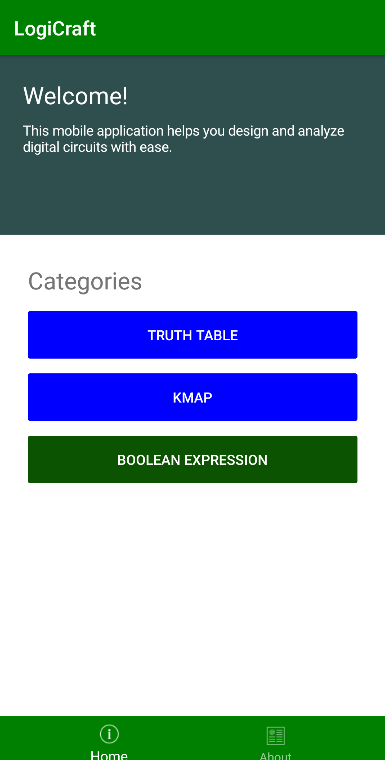 LogiCraft
Welcome!
This mobile application helps you design and analyze
digital circuits with ease.
Categories
TRUTH TABLE
KMAP
BOOLEAN EXPRESSION
Home
About